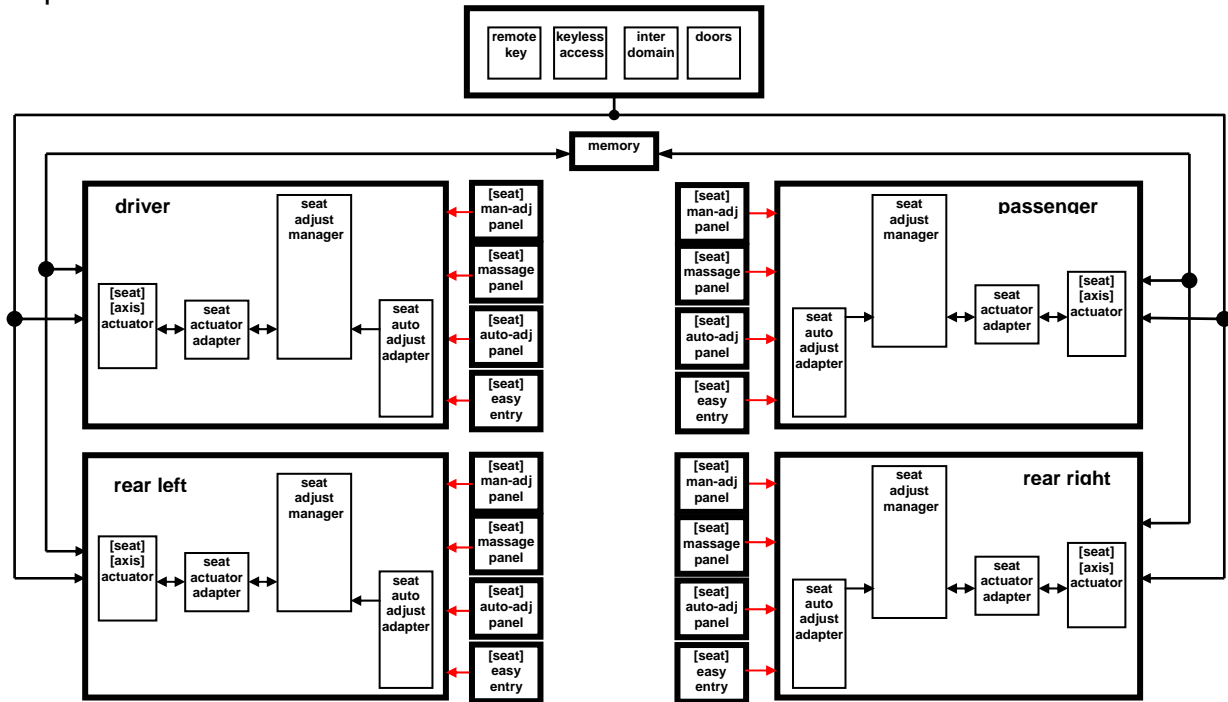 remote
key
keyless
access
inter
domain
doors
memory
driver
seat
adjust
manager
[seat]
[axis]
actuator
seat
actuator
adapter
seat
auto
adjust
adapter
[seat]
man-adj
panel
[seat]
massage
panel
[seat]
auto-adj
panel
[seat]
easy
entry
[seat]
man-adj
panel
[seat]
massage
panel
[seat]
auto-adj
panel
[seat]
easy
entry
passenger
seat
adjust
manager
seat
auto
adjust
adapter
seat
actuator
adapter
[seat]
[axis]
actuator
rear left
seat
adjust
manager
[seat]
[axis]
actuator
seat
actuator
adapter
seat
auto
adjust
adapter
[seat]
man-adj
panel
[seat]
massage
panel
[seat]
auto-adj
panel
[seat]
easy
entry
[seat]
man-adj
panel
[seat]
massage
panel
[seat]
auto-adj
panel
[seat]
easy
entry
rear right
seat
adjust
manager
seat
auto
adjust
adapter
seat
actuator
adapter
[seat]
[axis]
actuator